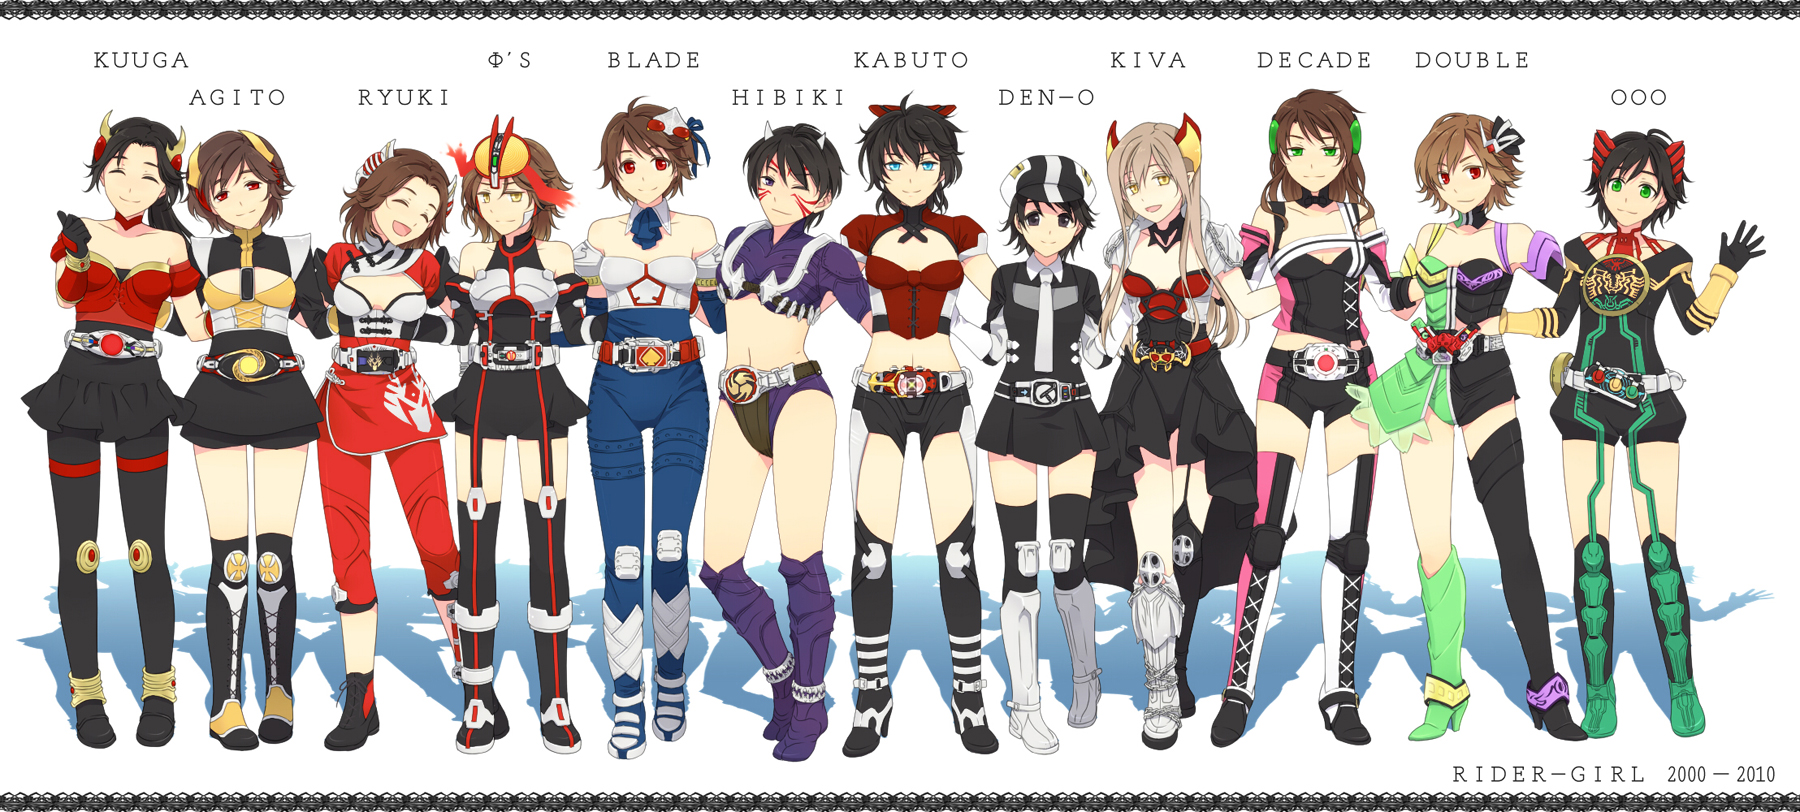 KUUGA
AGITO
RYUKI
Φ'S
BLADE
HIBIKI
KABUTO
DEN-O
KIVA
DECADE
DOUBLE
OOO
RIDER-GIRL 2000-2010